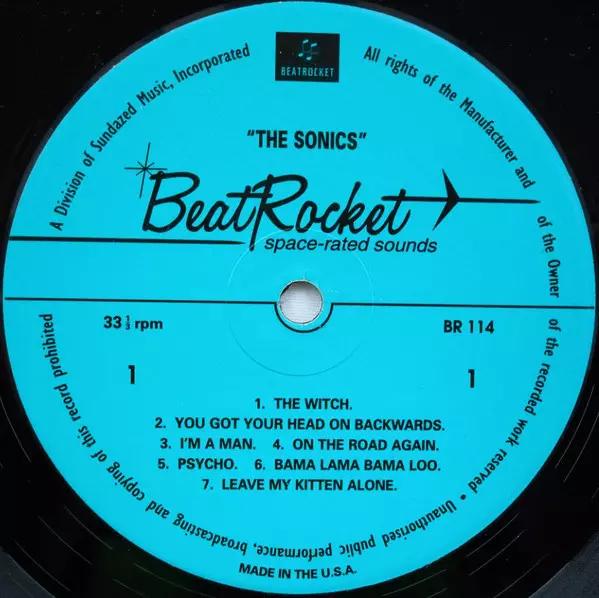 A Division of Sundazed Music, Incorporated
BEATROCKET
All rights of the Manufacturer and of the Owner of the recorded work reserved • Unauthorised public performance, broadcasting and copying of this record prohibited
"THE SONICS"
BeatRocket
space-rated sounds
33 1/3 rpm
BR 114
1
1
1. THE WITCH.
2. YOU GOT YOUR HEAD ON BACKWARDS.
3. I'M A MAN. 4. ON THE ROAD AGAIN.
5. PSYCHO. 6. BAMA LAMA BAMA LOO.
7. LEAVE MY KITTEN ALONE.
MADE IN THE U.S.A.